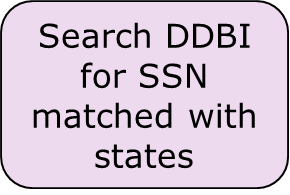 Search DDBI
for SSN
matched with
states